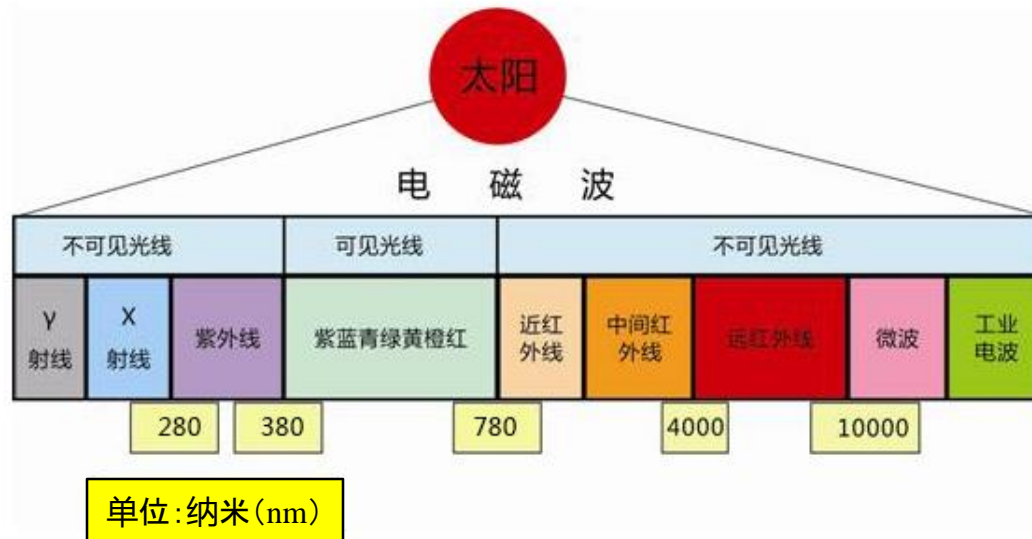 太阳
电 磁 波
不可见光线
可见光线
不可见光线
γ
射线
X
射线
紫外线
紫蓝青绿黄橙红
近红
外线
中间红
外线
远红外线
微波
工业
电波
280
380
780
4000
10000
单位:纳米(nm)